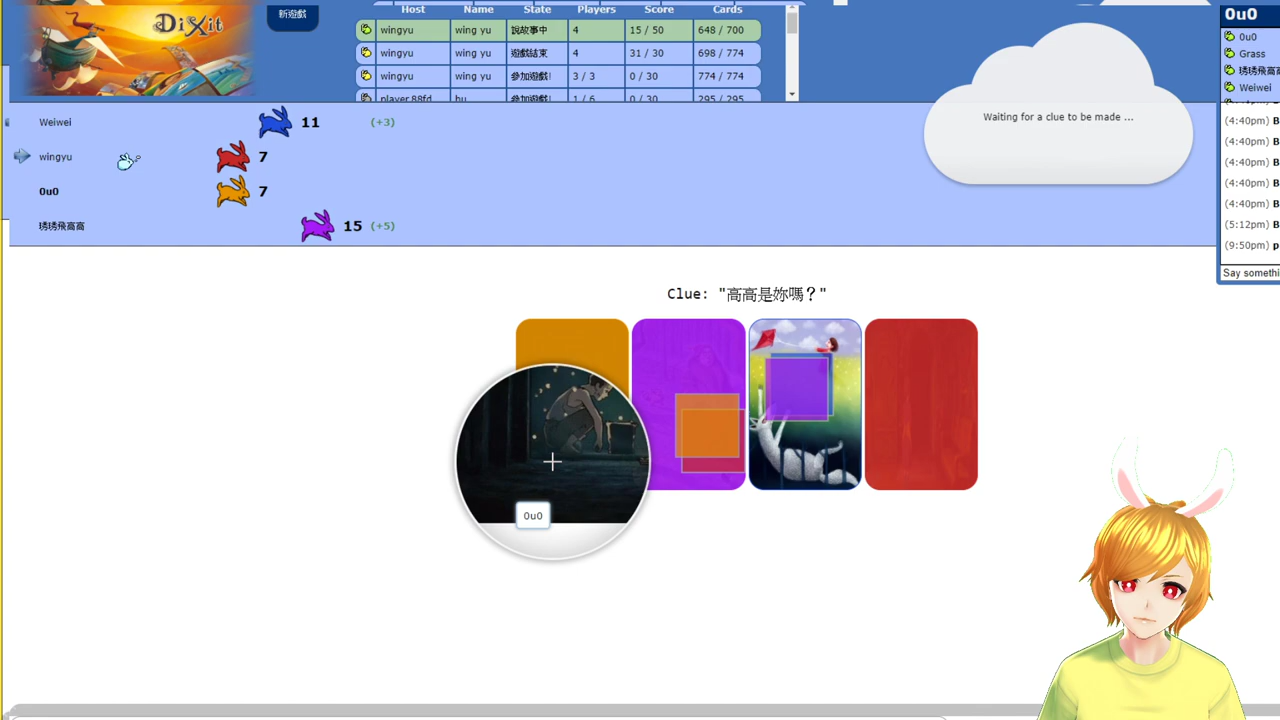 DiXit
新遊戲
Host Name State Players Score Cards
wingyu wing yu 說故事中 4 15 / 50 648 / 700
wingyu wing yu 遊戲結束 4 31 / 30 698 / 774
wingyu wing yu 參加遊戲! 3 / 3 0 / 30 774 / 774
player 88fd hu 參加遊戲! 1 / 6 0 / 30 295 / 295
Weiwei 11 (+3)
wingyu 7
0u0 7
琇琇飛高高 15 (+5)
Waiting for a clue to be made ...
0u0
0u0
Grass
琇琇飛高高
Weiwei
(4:40pm) B
(4:40pm) B
(4:40pm) B
(4:40pm) B
(4:40pm) B
(5:12pm) B
(9:50pm) p
Say somethi
Clue: "高高是妳嗎？"
0u0